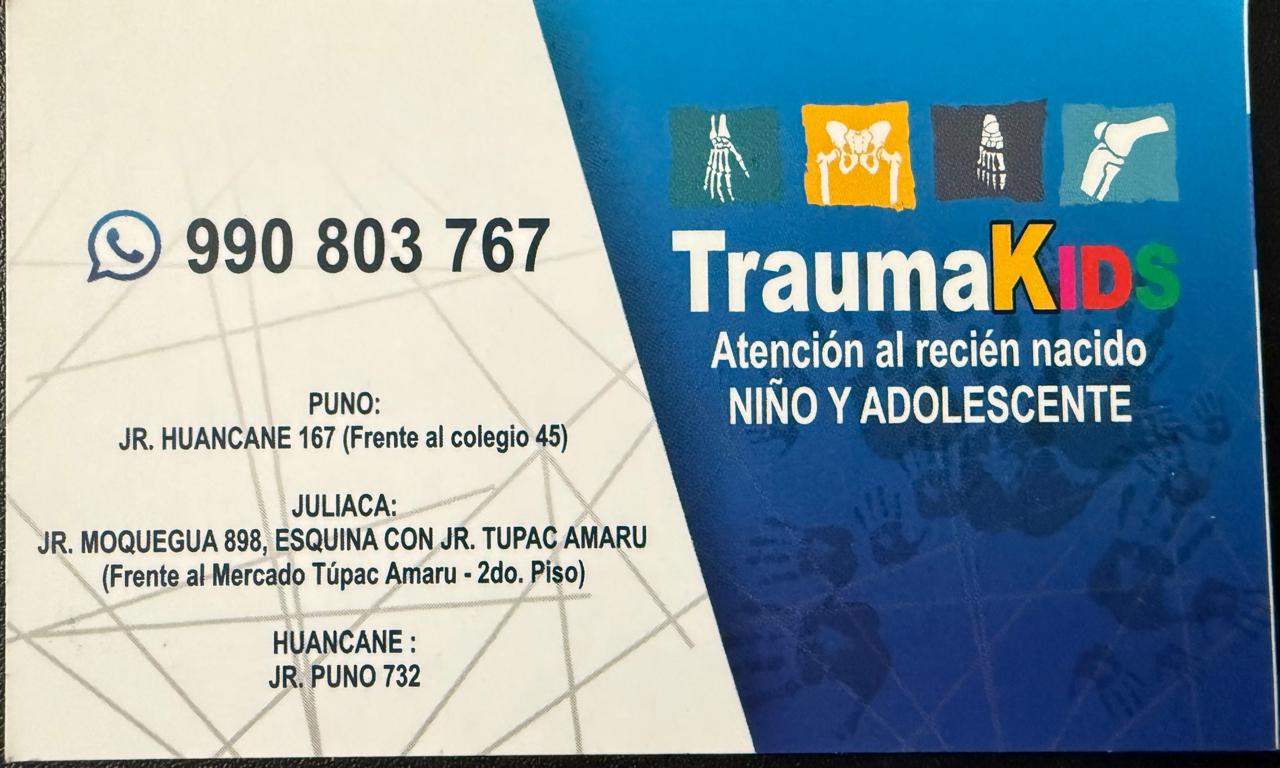 990 803 767
PUNO:
JR. HUANCANE 167 (Frente al colegio 45)
JULIACA:
JR. MOQUEGUA 898, ESQUINA CON JR. TUPAC AMARU
(Frente al Mercado Túpac Amaru - 2do. Piso)
HUANCANE :
JR. PUNO 732
TraumaKIDS
Atención al recién nacido
NIÑO Y ADOLESCENTE